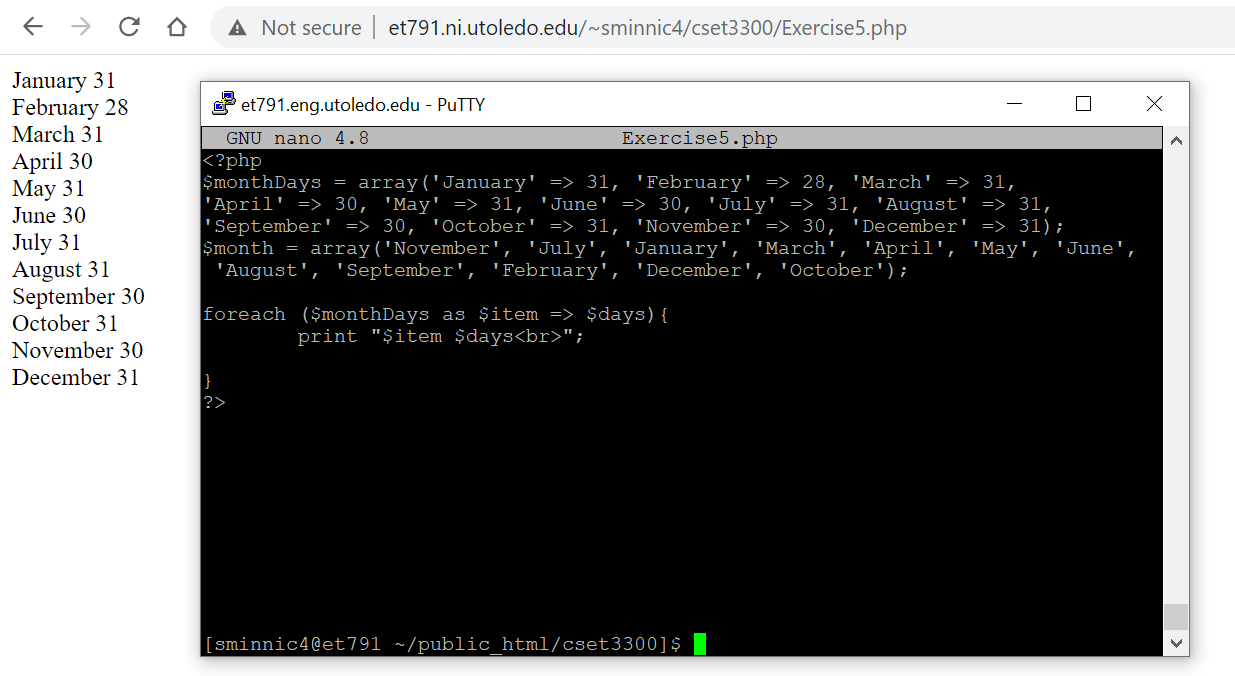 Not secure | et791.ni.utoledo.edu/~sminnic4/cset3300/Exercise5.php
January 31
February 28
March 31
April 30
May 31
June 30
July 31
August 31
September 30
October 31
November 30
December 31
et791.eng.utoledo.edu - PuTTY
GNU nano 4.8 Exercise5.php
<?php
$monthDays = array('January' => 31, 'February' => 28, 'March' => 31,
'April' => 30, 'May' => 31, 'June' => 30, 'July' => 31, 'August' => 31,
'September' => 30, 'October' => 31, 'November' => 30, 'December' => 31);
$month = array('November', 'July', 'January', 'March', 'April', 'May', 'June',
'August', 'September', 'February', 'December', 'October');
foreach ($monthDays as $item => $days){
print "$item $days<br>";
}
?>
[sminnic4@et791 ~/public_html/cset3300]$